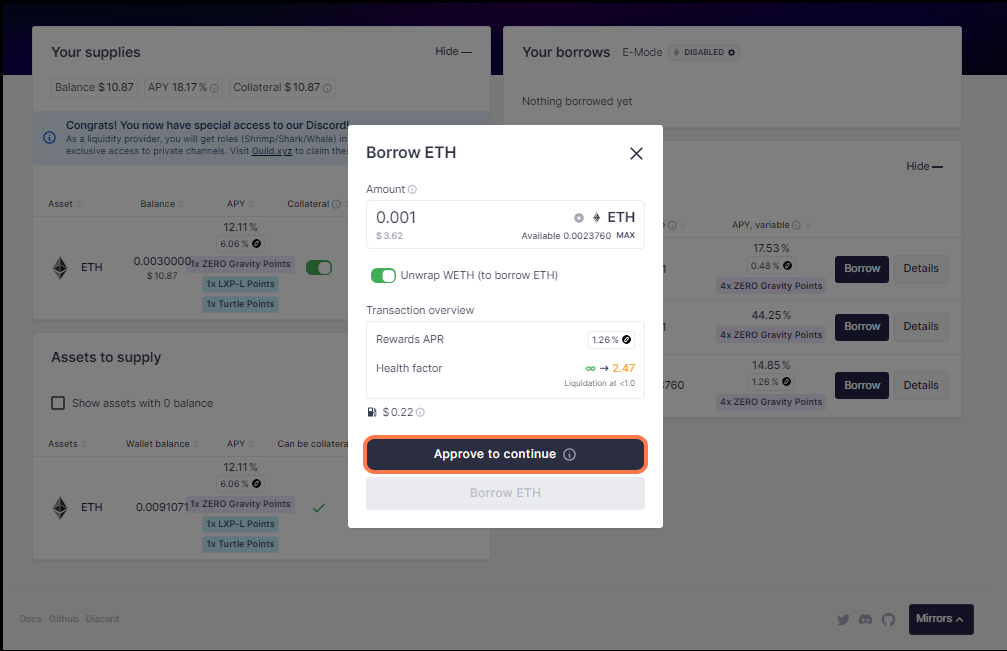 Your supplies
Hide —
Balance $ 10.87
APY 18.17 %
Collateral $ 10.87
Congrats! You now have special access to our Discord!
As a liquidity provider, you will get roles (Shrimp/Shark/Whale) in
exclusive access to private channels. Visit Guild.xyz to claim
Asset
Balance
APY
Collateral
ETH
0.0030000
$ 10.87
12.11 %
6.06 %
1x ZERO Gravity Points
1x LXP-L Points
1x Turtle Points
Assets to supply
Show assets with 0 balance
Assets
Wallet balance
APY
Can be collatera
ETH
0.0091071
12.11 %
6.06 %
1x ZERO Gravity Points
1x LXP-L Points
1x Turtle Points
Your borrows
E-Mode
DISABLED
Nothing borrowed yet
Hide —
APY, variable
17.53 %
0.48 %
4x ZERO Gravity Points
Borrow
Details
44.25 %
4x ZERO Gravity Points
Borrow
Details
3760
14.85 %
1.26 %
4x ZERO Gravity Points
Borrow
Details
Borrow ETH
Amount
0.001
ETH
$ 3.62
Available 0.0023760 MAX
Unwrap WETH (to borrow ETH)
Transaction overview
Rewards APR
1.26 %
Health factor
∞ → 2.47
Liquidation at <1.0
$ 0.22
Approve to continue
Borrow ETH
Docs Github Discord
Mirrors